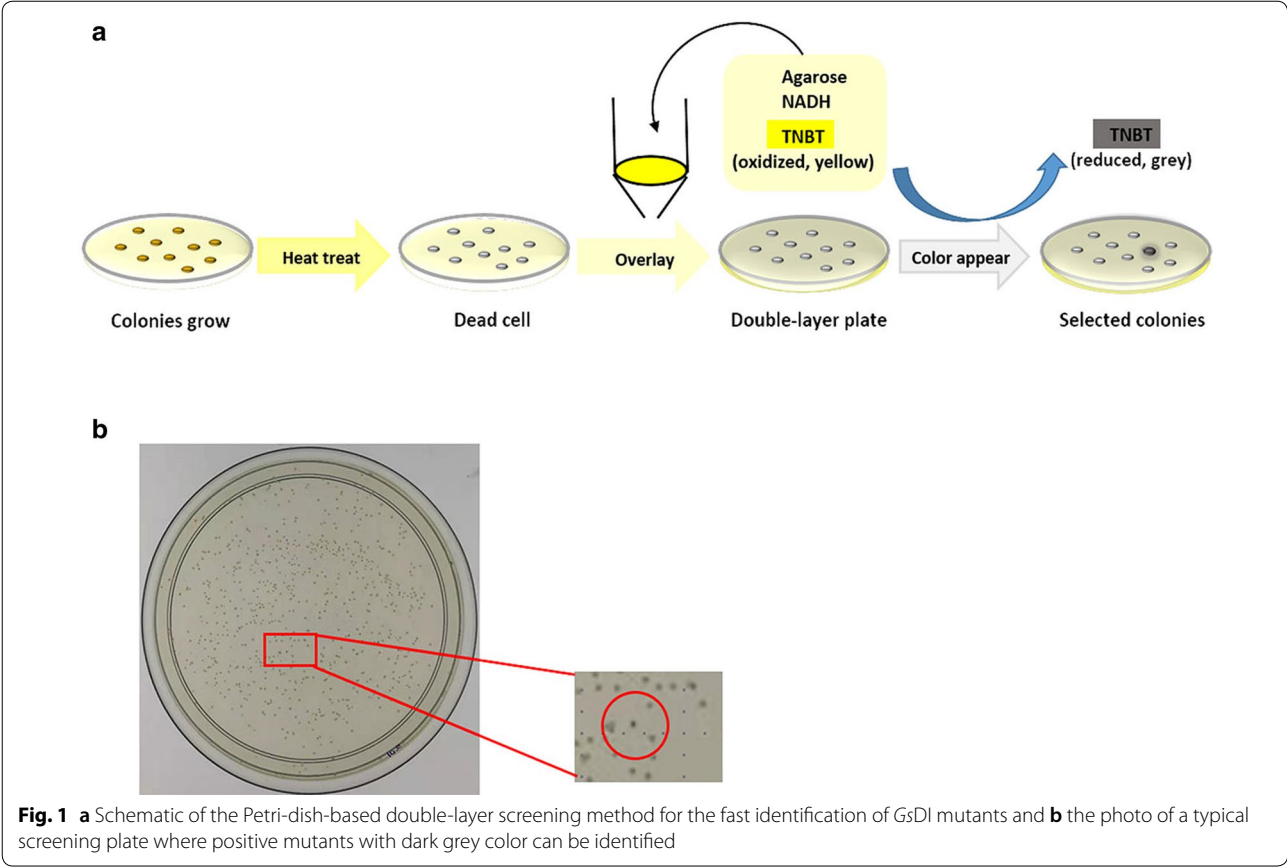 a
Agarose
NADH
TNBT
(oxidized, yellow)
TNBT
(reduced, grey)
Heat treat
Overlay
Color appear
Colonies grow
Dead cell
Double-layer plate
Selected colonies
b
Fig. 1 a Schematic of the Petri-dish-based double-layer screening method for the fast identification of GsDI mutants and b the photo of a typical
screening plate where positive mutants with dark grey color can be identified